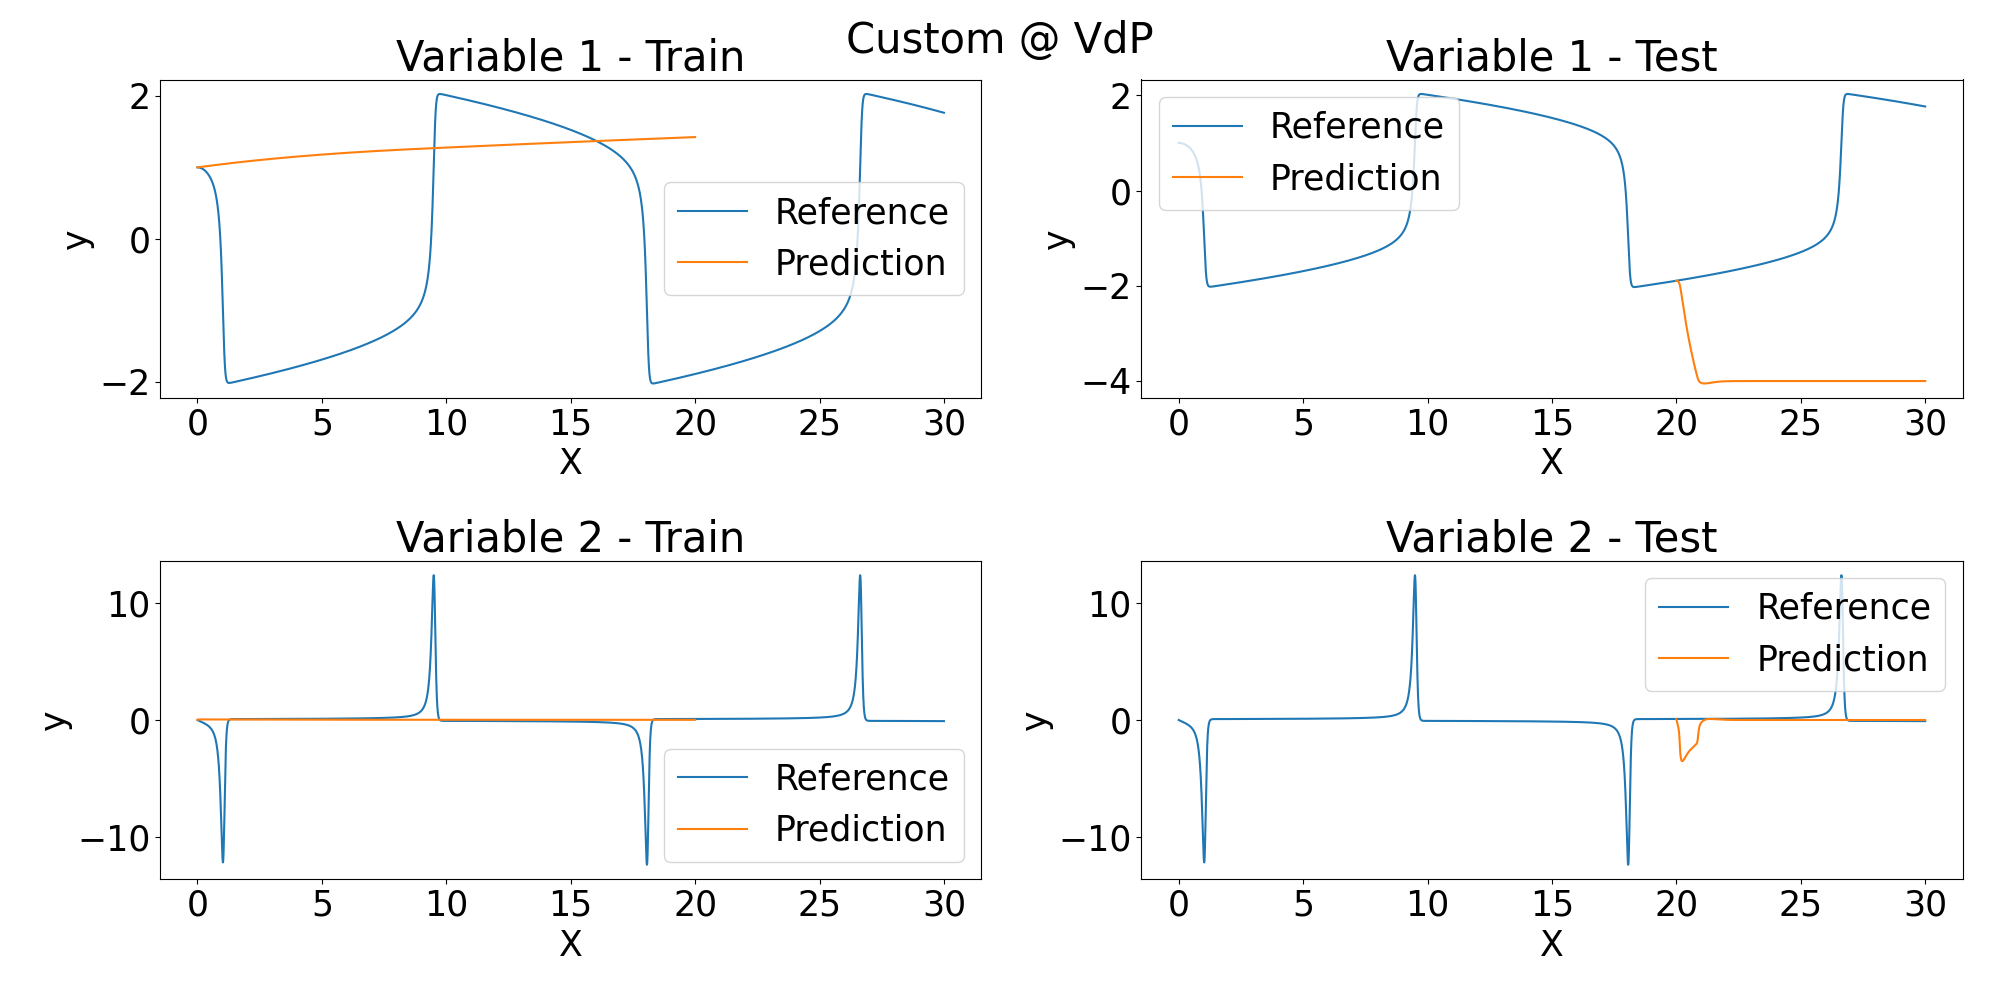 Custom @ VdP
Variable 1 - Train
2
0
−2
y
Reference
Prediction
0 5 10 15 20 25 30
X
Variable 1 - Test
2
0
−2
−4
y
Reference
Prediction
0 5 10 15 20 25 30
X
Variable 2 - Train
10
0
−10
y
Reference
Prediction
0 5 10 15 20 25 30
X
Variable 2 - Test
10
0
−10
y
Reference
Prediction
0 5 10 15 20 25 30
X